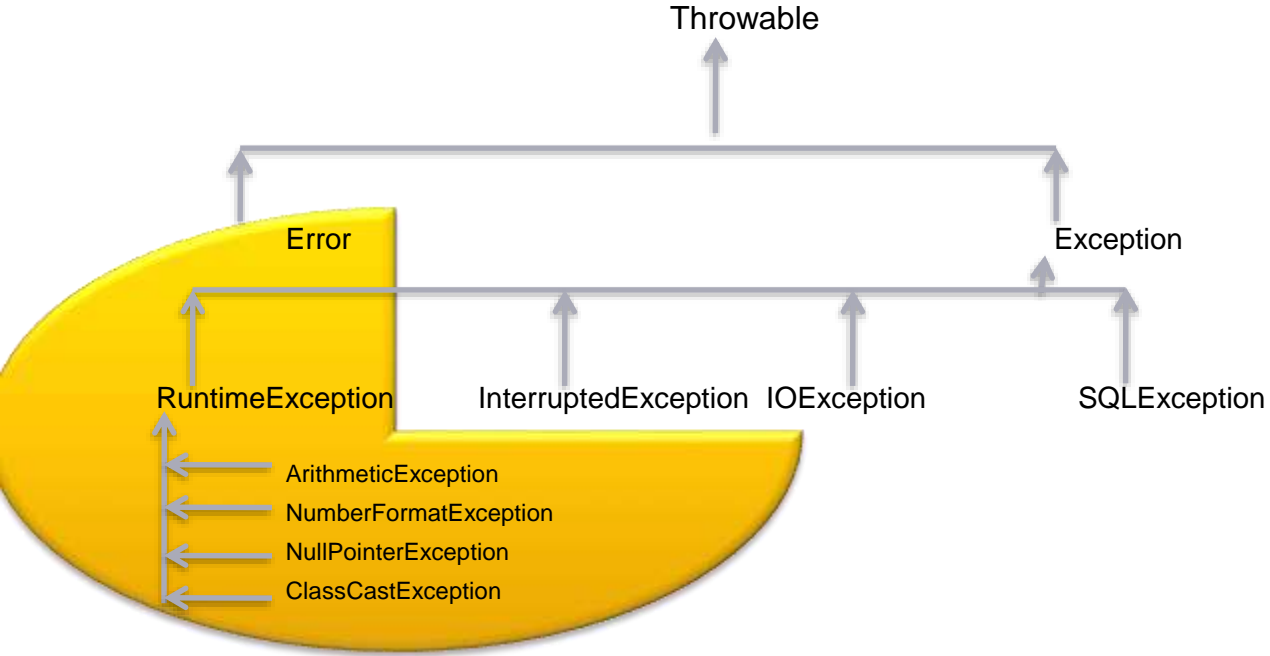 Throwable
Error
Exception
RuntimeException
InterruptedException
IOException
SQLException
ArithmeticException
NumberFormatException
NullPointerException
ClassCastException